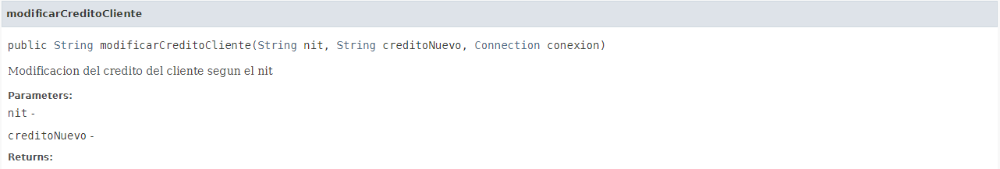 modificarCreditoCliente
public String modificarCreditoCliente(String nit, String creditoNuevo, Connection conexion)
Modificacion del credito del cliente segun el nit
Parameters:
nit -
creditoNuevo -
Returns: